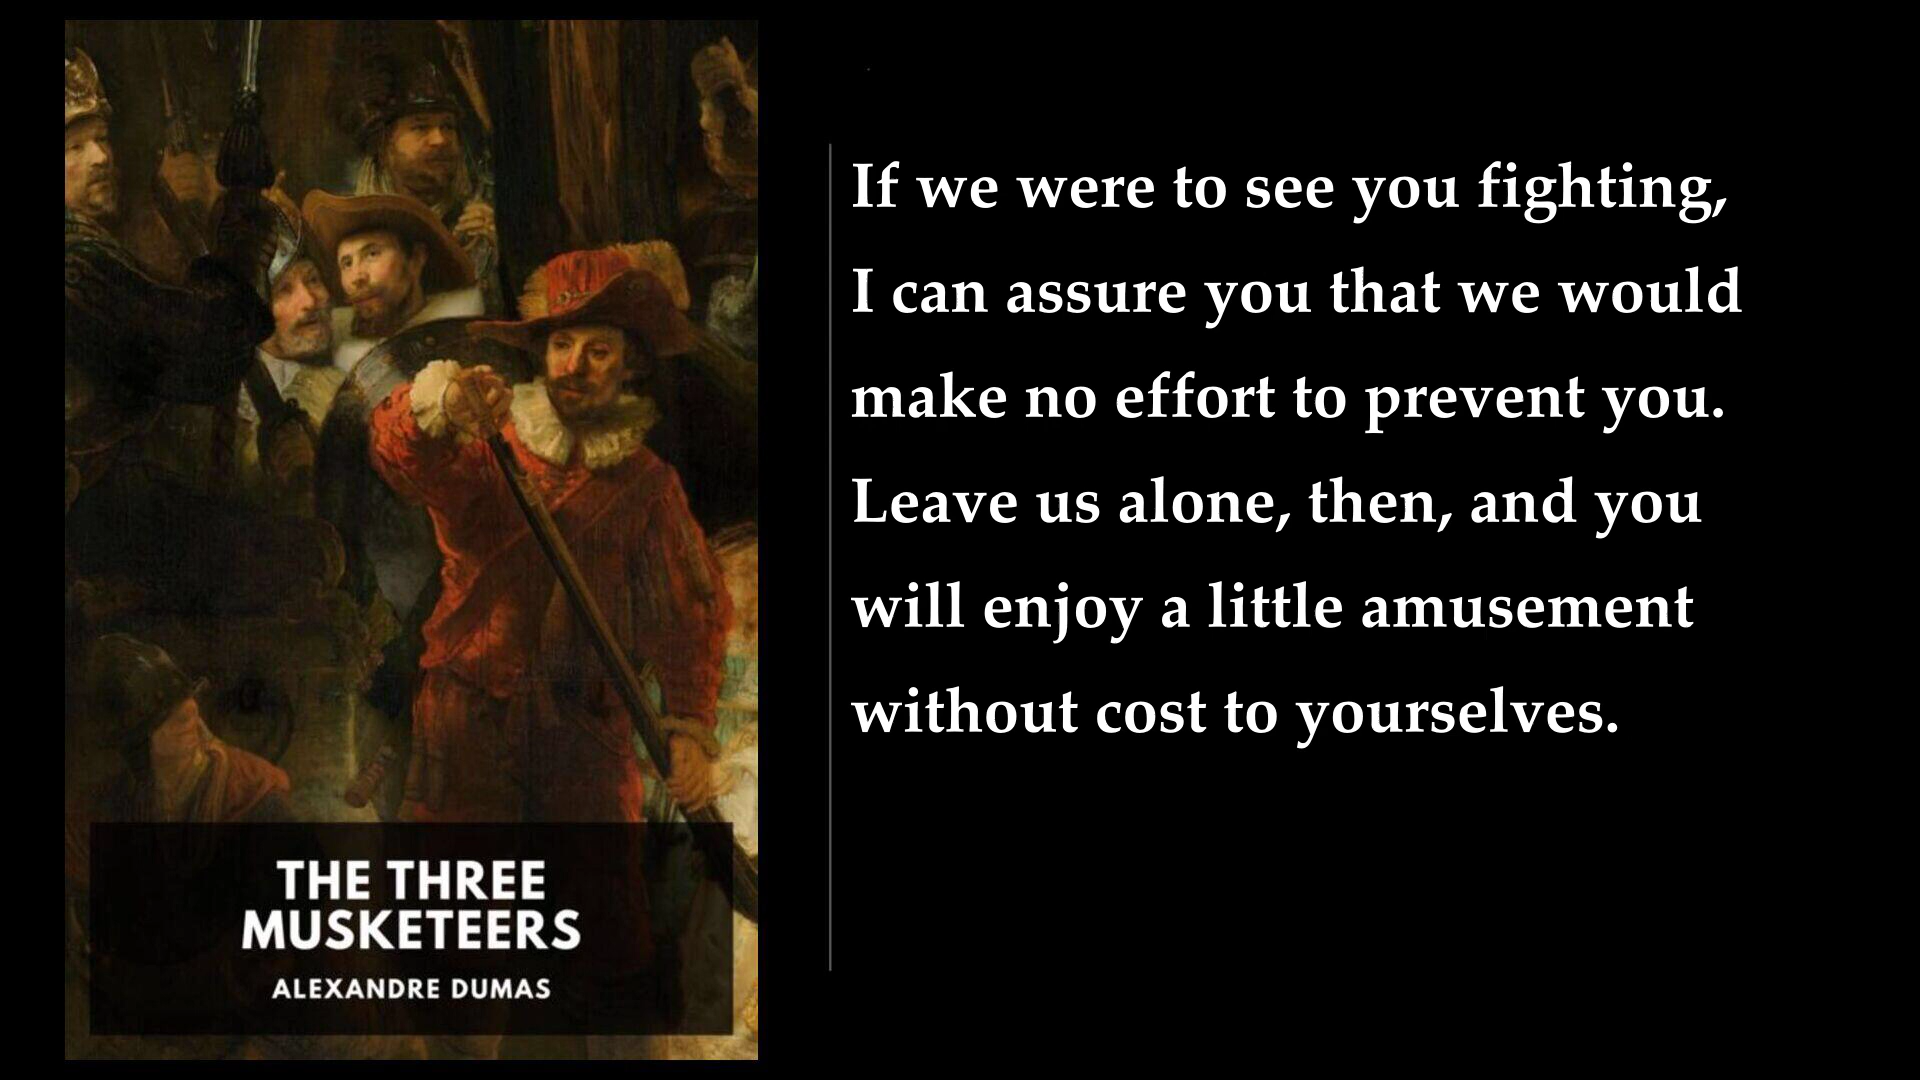 THE THREE
MUSKETEERS
ALEXANDRE DUMAS
If we were to see you fighting,
I can assure you that we would
make no effort to prevent you.
Leave us alone, then, and you
will enjoy a little amusement
without cost to yourselves.